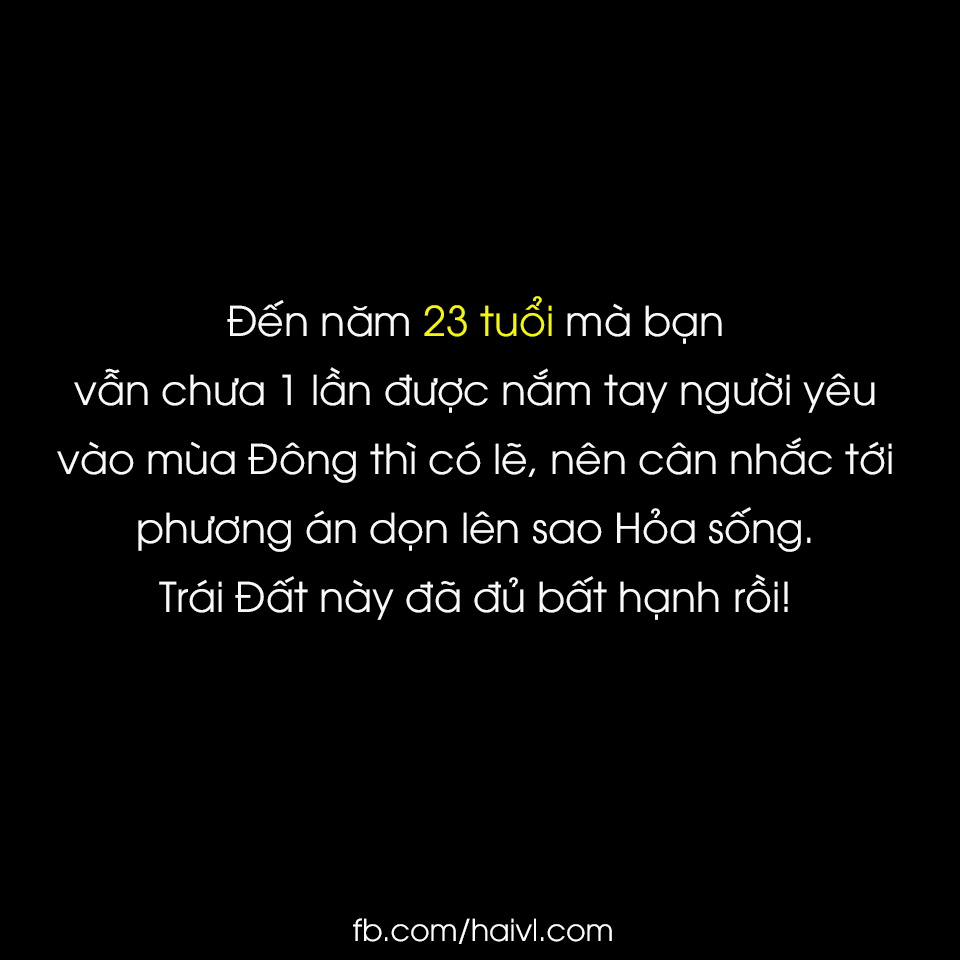 Đến năm 23 tuổi mà bạn
vẫn chưa 1 lần được nắm tay người yêu
vào mùa Đông thì có lẽ, nên cân nhắc tới
phương án dọn lên sao Hỏa sống.
Trái Đất này đã đủ bất hạnh rồi!
fb.com/haivl.com